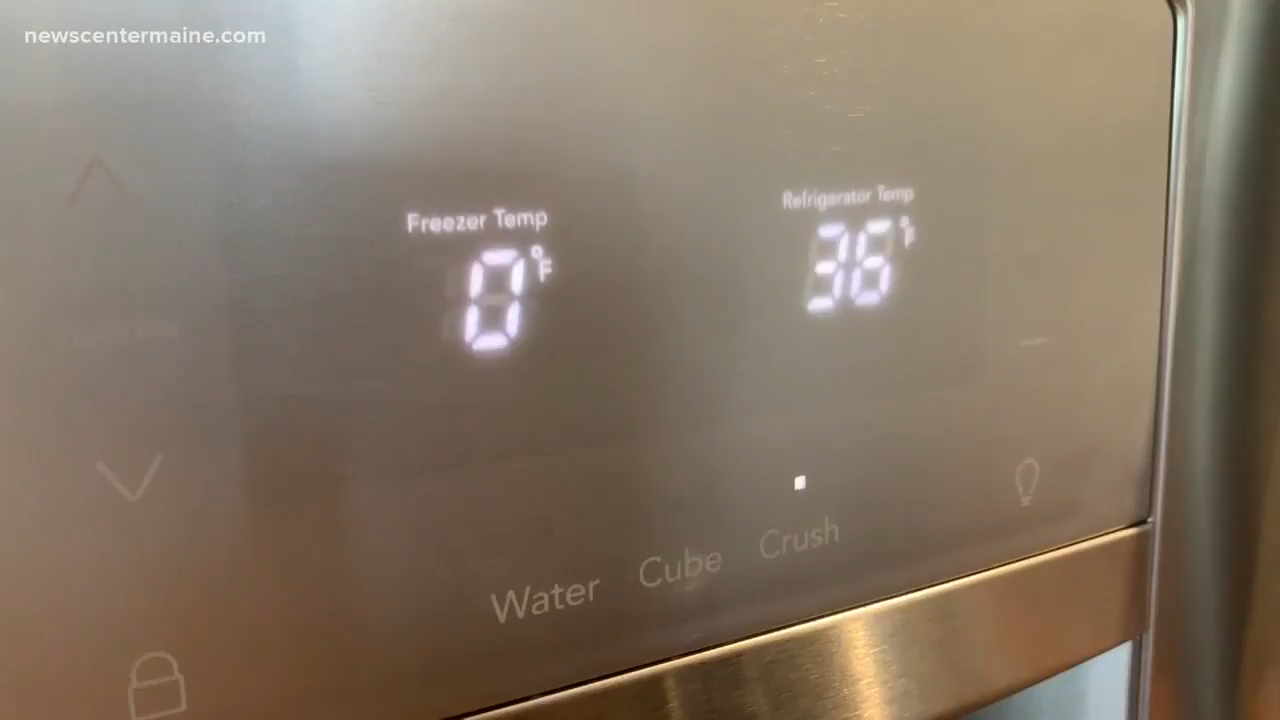 newscentermaine.com
Freezer Temp
0°F
Refrigerator Temp
36°F
Water Cube Crush